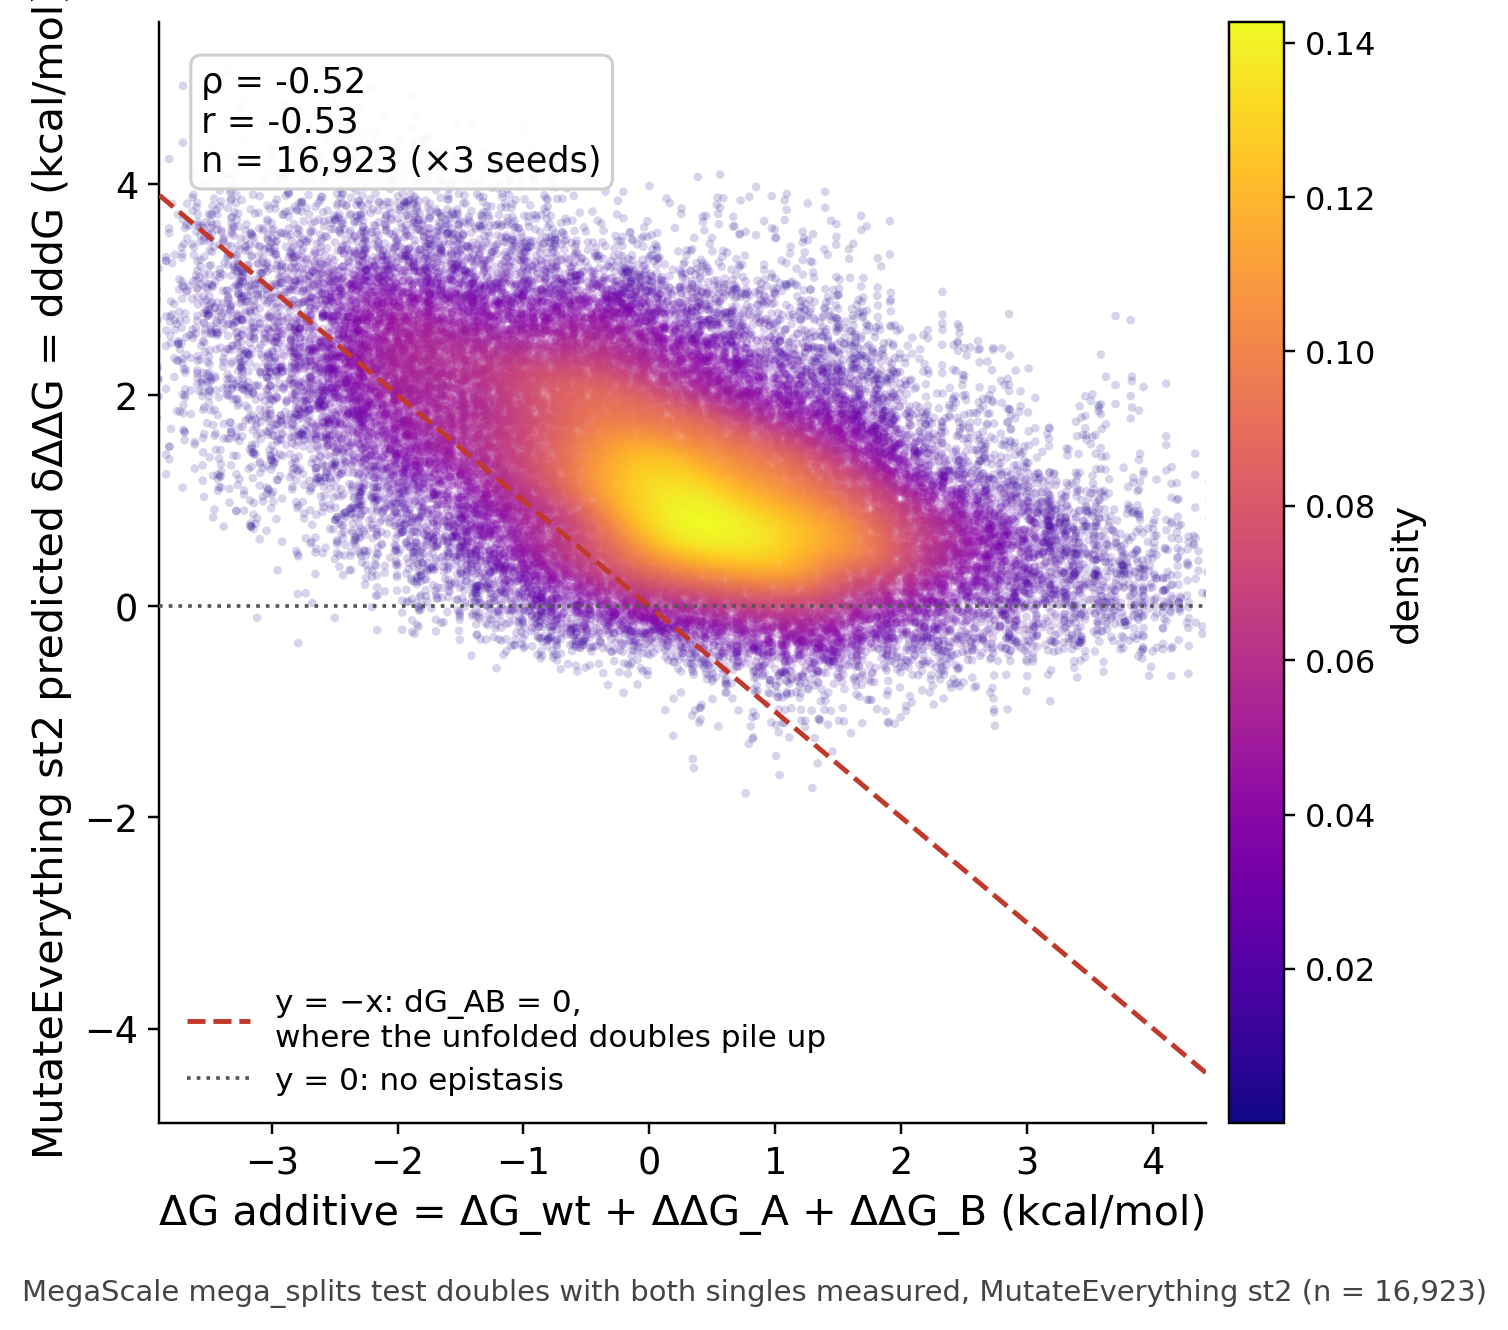 ρ = -0.52
r = -0.53
n = 16,923 (×3 seeds)
MutateEverything st2 predicted δΔΔG = dddG (kcal/mol)
4
2
0
−2
−4
y = −x: dG_AB = 0,
where the unfolded doubles pile up
y = 0: no epistasis
−3
−2
−1
0
1
2
3
4
ΔG additive = ΔG_wt + ΔΔG_A + ΔΔG_B (kcal/mol)
0.14
0.12
0.10
0.08
0.06
0.04
0.02
density
MegaScale mega_splits test doubles with both singles measured, MutateEverything st2 (n = 16,923)